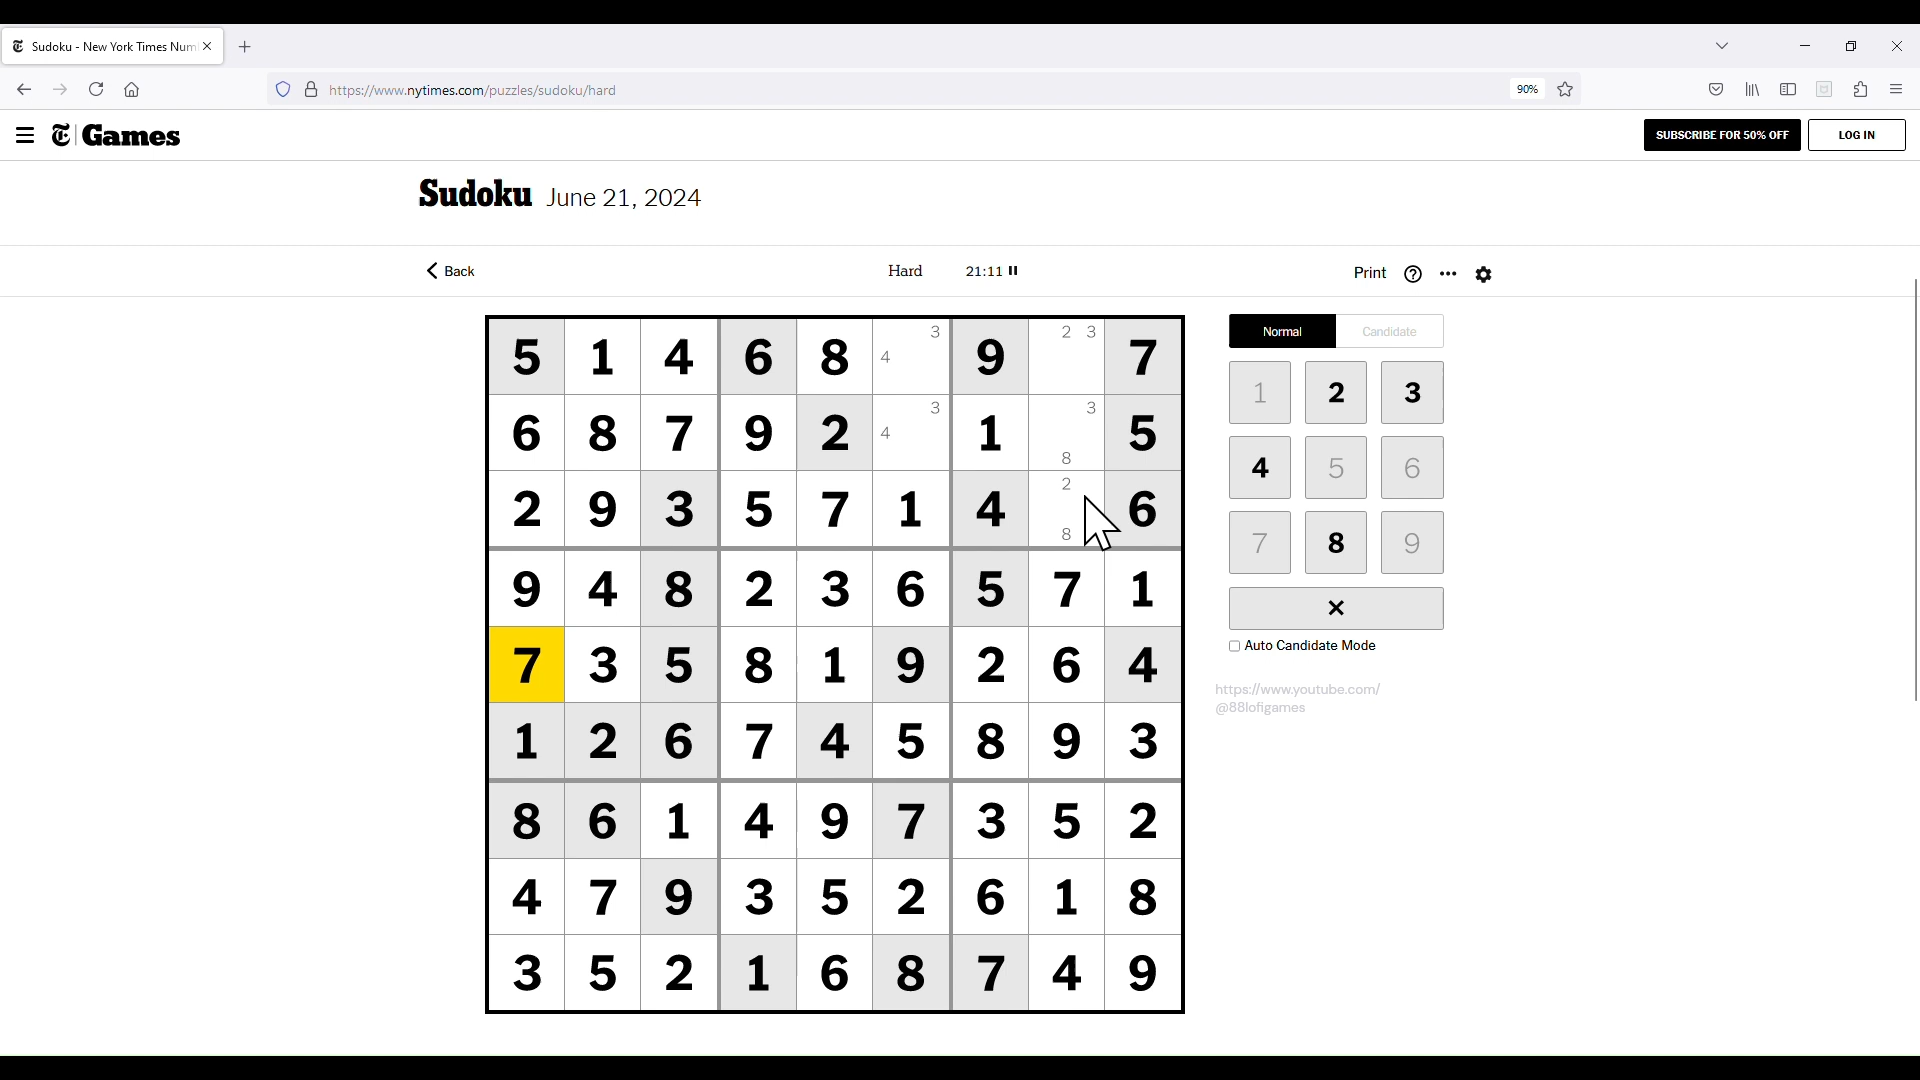 Sudoku - New York Times Num
https://www.nytimes.com/puzzles/sudoku/hard
90%
Games
SUBSCRIBE FOR 50% OFF
LOG IN
Sudoku June 21, 2024
Back
Hard
21:11
Print
5 1 4 6 8 3 4 9 2 3 7
6 8 7 9 2 3 4 1 3 8 5
2 9 3 5 7 1 4 2 8 6
9 4 8 2 3 6 5 7 1
7 3 5 8 1 9 2 6 4
1 2 6 7 4 5 8 9 3
8 6 1 4 9 7 3 5 2
4 7 9 3 5 2 6 1 8
3 5 2 1 6 8 7 4 9
Normal Candidate
1 2 3
4 5 6
7 8 9
Auto Candidate Mode
https://www.youtube.com/
@88lofigames